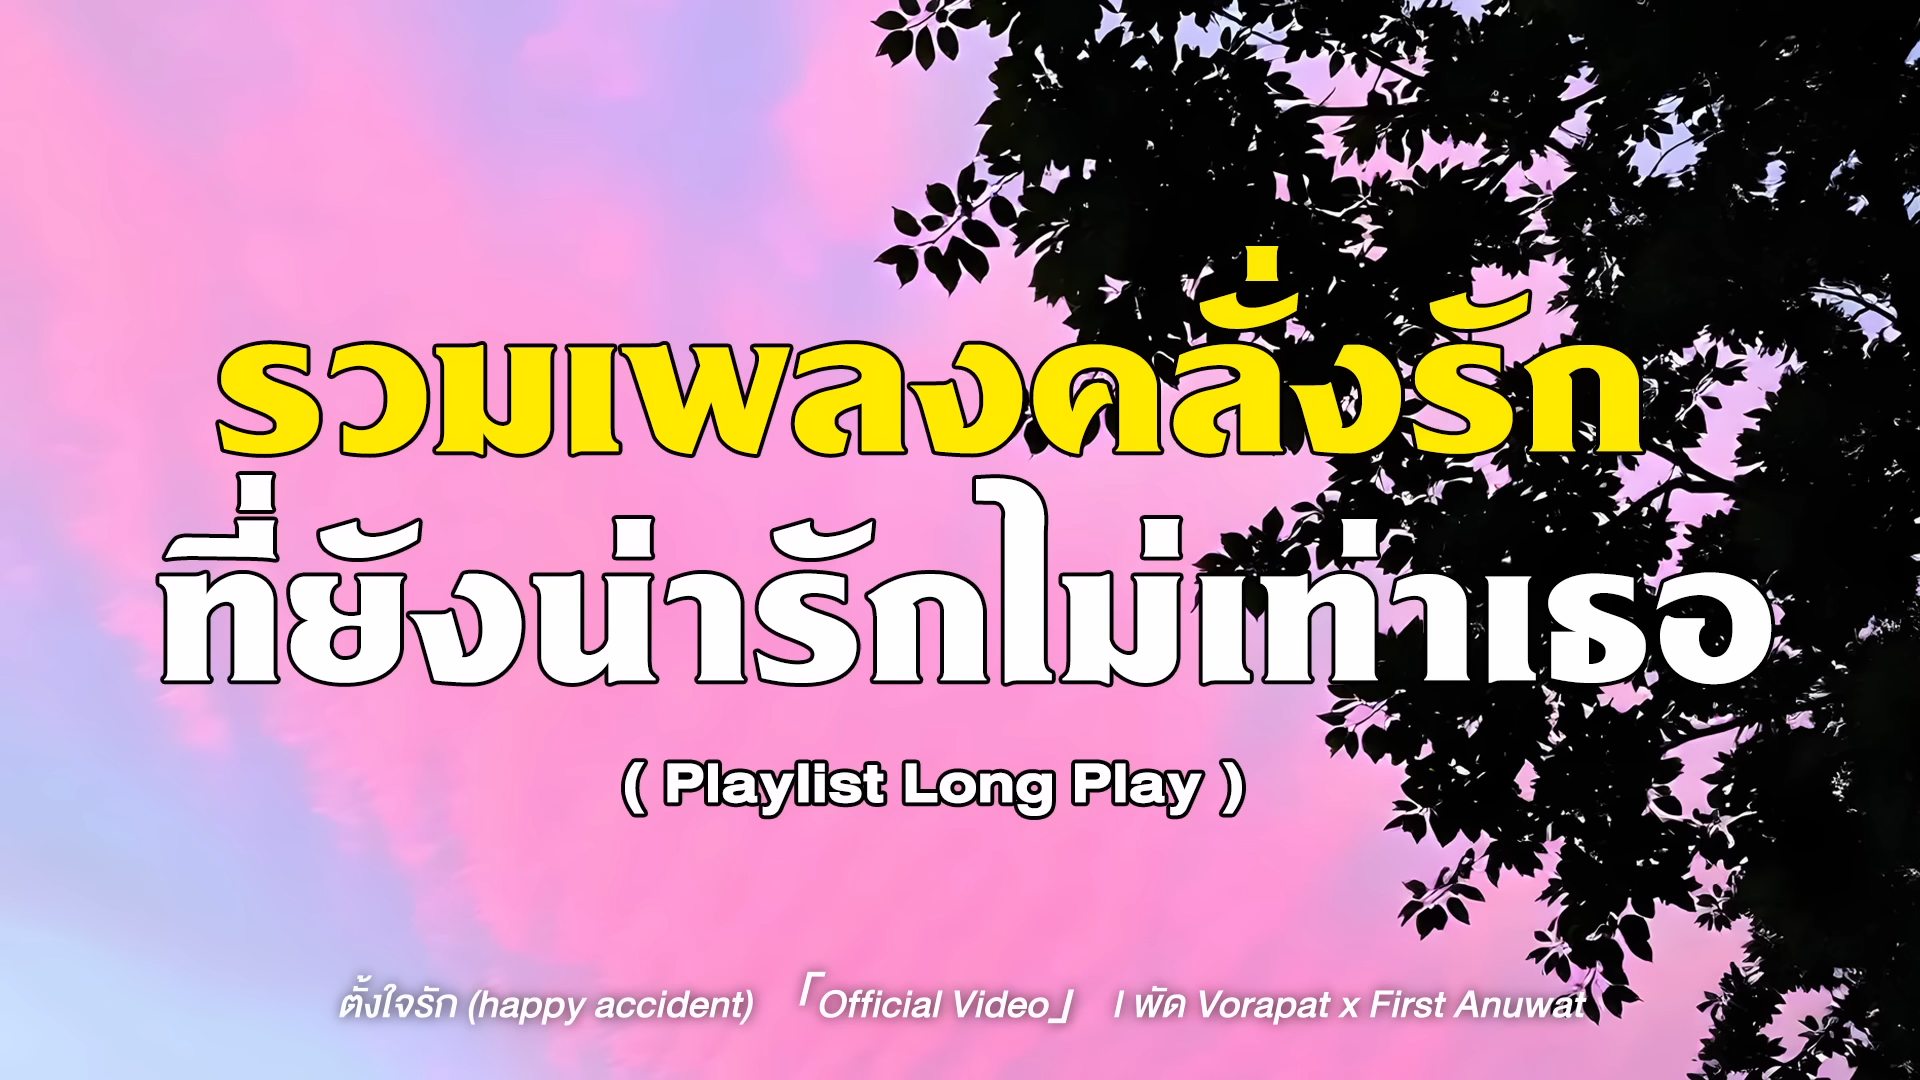 รวมเพลงคลั่งรัก
ที่ยังน่ารักไม่เท่าเธอ
( Playlist Long Play )
ตั้งใจรัก (happy accident) 「Official Video」 l พัด Vorapat x First Anuwat